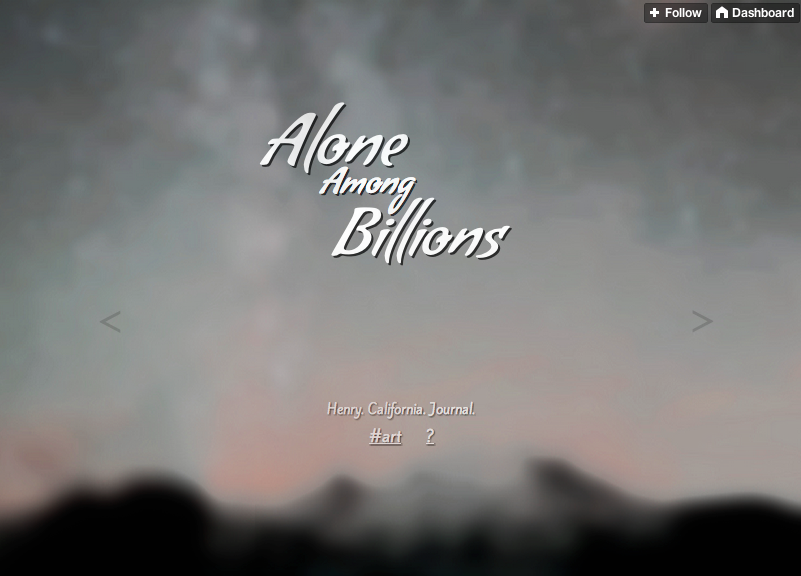 Follow Dashboard
Alone
Among
Billions
< >
Henry. California. Journal.
#art ?